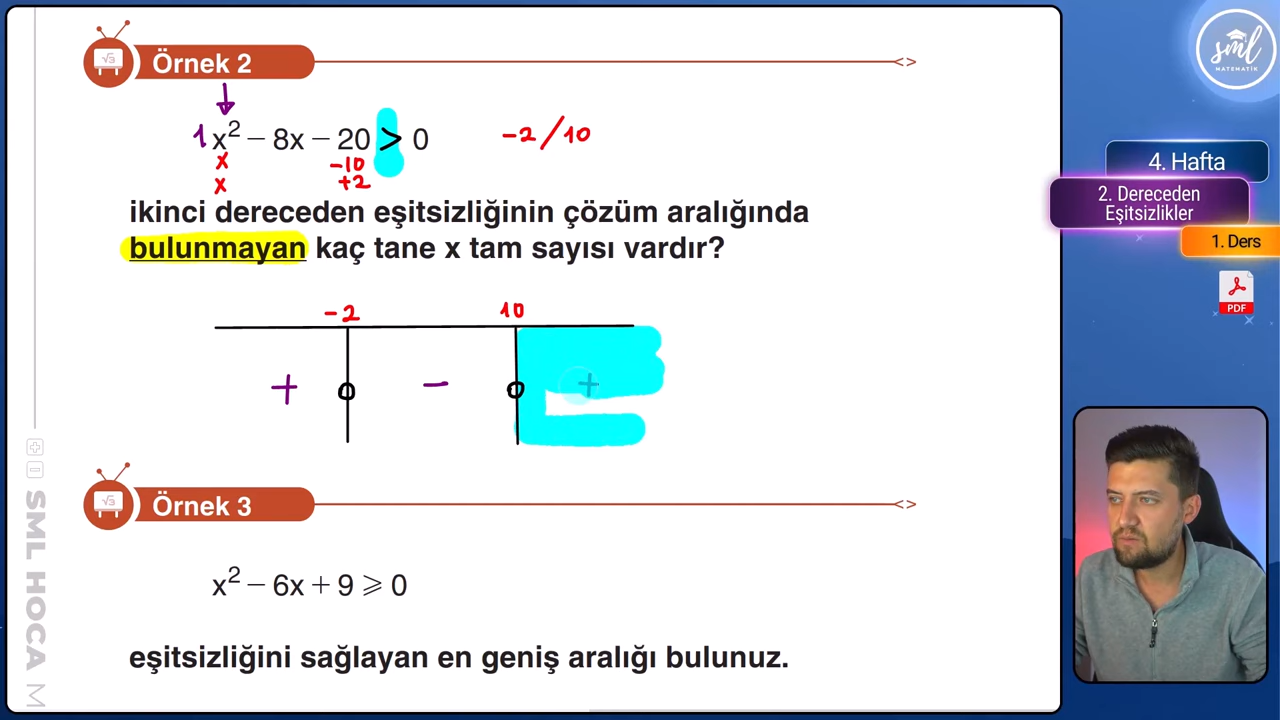 Örnek 2
1x² − 8x − 20 > 0
-2/10
x -10
x +2
ikinci dereceden eşitsizliğinin çözüm aralığında
bulunmayan kaç tane x tam sayısı vardır?
-2 10
+ 0 - 0 +
Örnek 3
x² − 6x + 9 ⩾ 0
eşitsizliğini sağlayan en geniş aralığı bulunuz.
SML HOCA M
sml
MATEMATİK
4. Hafta
2. Dereceden
Eşitsizlikler
1. Ders
PDF